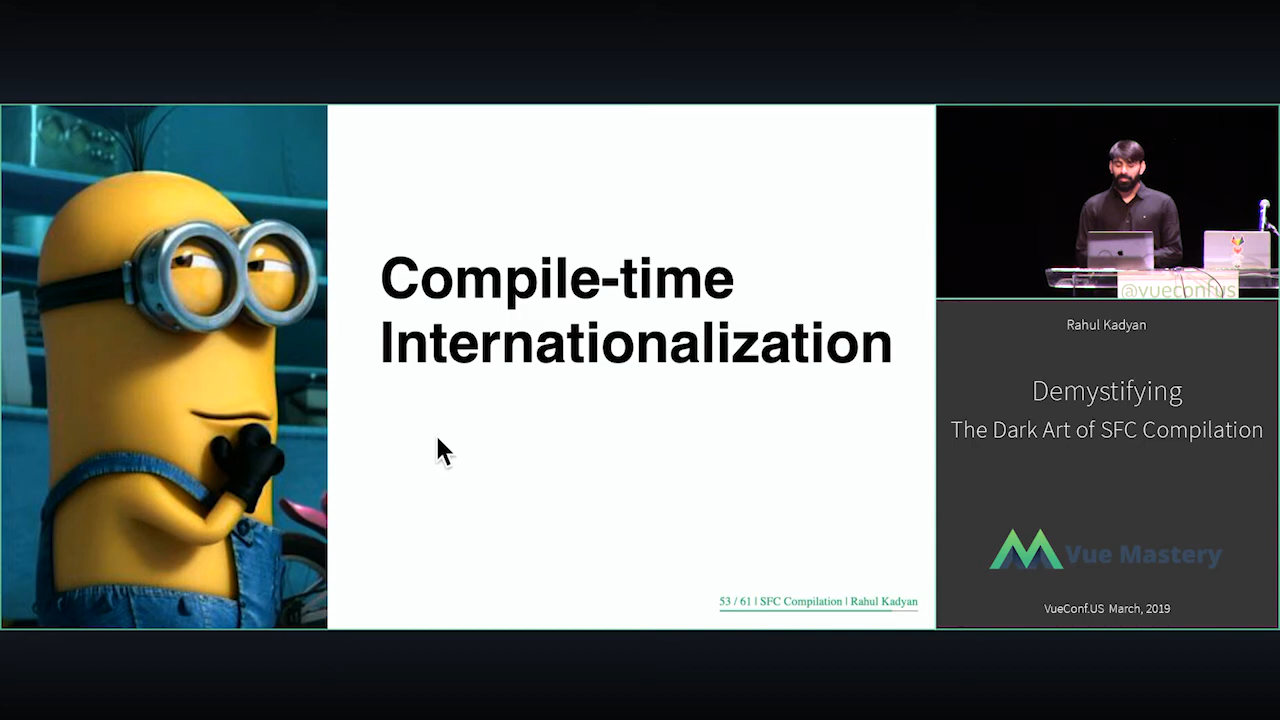 Compile-time
Internationalization
53 / 61 | SFC Compilation | Rahul Kadyan
@vueconfus
Rahul Kadyan
Demystifying
The Dark Art of SFC Compilation
Vue Mastery
VueConf.US March, 2019